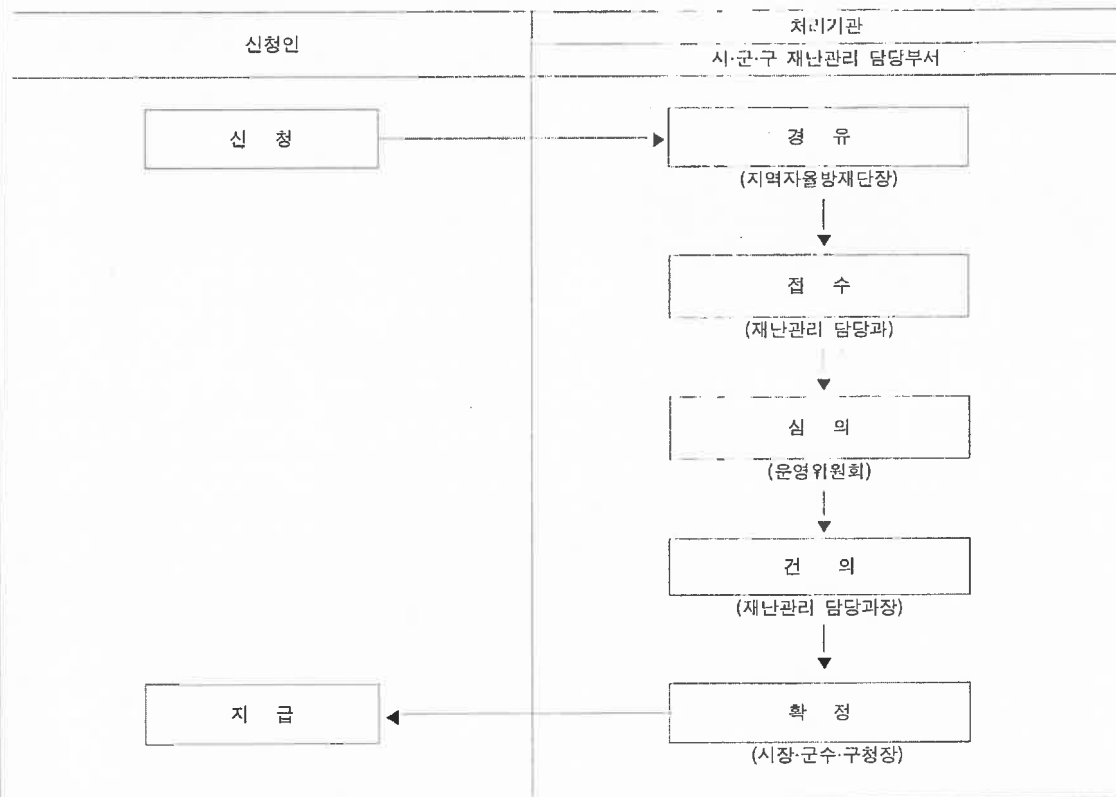 신청인
처리기관
시·군·구 재난관리 담당부서
신 청
경 유
(지역자율방재단장)
접 수
(재난관리 담당과)
심 의
(운영위원회)
건 의
(재난관리 담당과장)
지 급
확 정
(시장·군수·구청장)